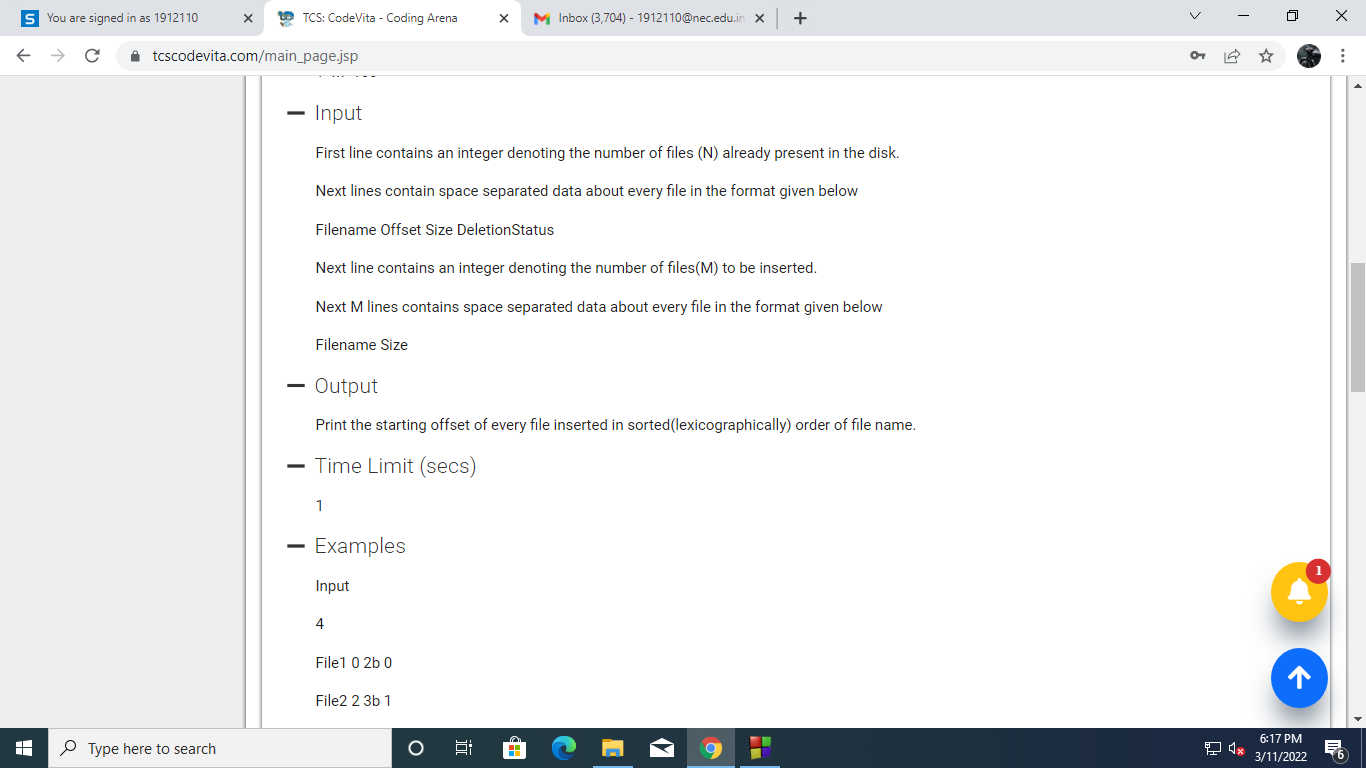 You are signed in as 1912110
TCS: CodeVita - Coding Arena
Inbox (3,704) - 1912110@nec.edu.in
tcscodevita.com/main_page.jsp
Input
First line contains an integer denoting the number of files (N) already present in the disk.
Next lines contain space separated data about every file in the format given below
Filename Offset Size DeletionStatus
Next line contains an integer denoting the number of files(M) to be inserted.
Next M lines contains space separated data about every file in the format given below
Filename Size
Output
Print the starting offset of every file inserted in sorted(lexicographically) order of file name.
Time Limit (secs)
1
Examples
Input
4
File1 0 2b 0
File2 2 3b 1
1
Type here to search
6:17 PM
3/11/2022
6